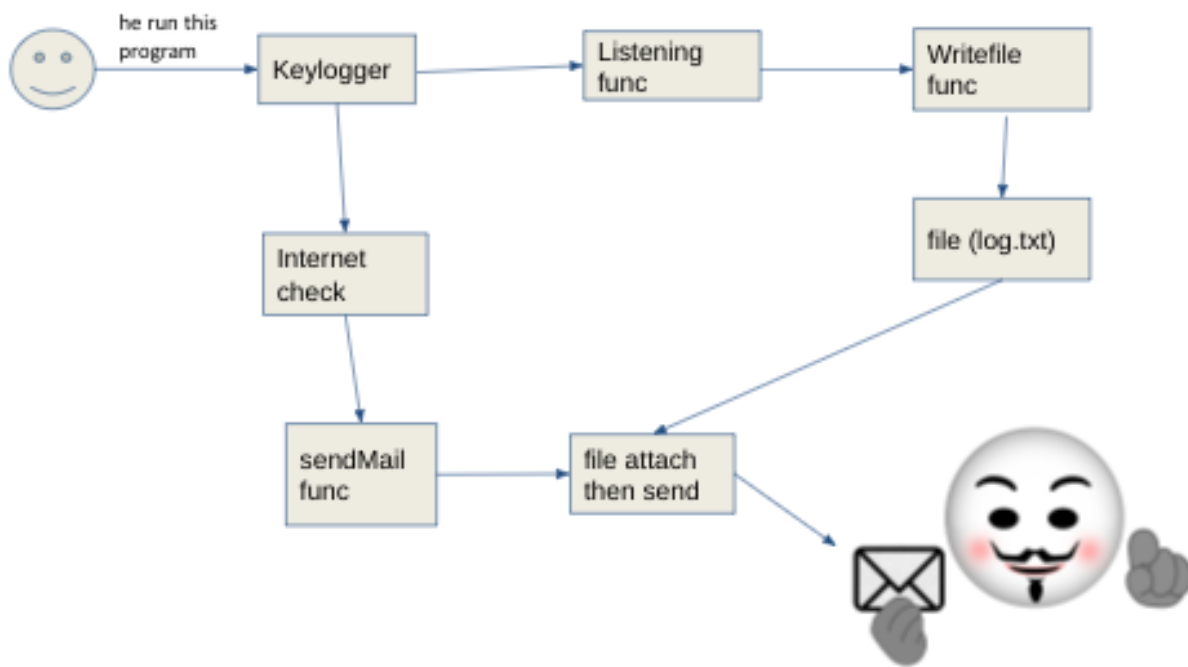 he run this
program
Keylogger
Listening
func
Writefile
func
Internet
check
file (log.txt)
sendMail
func
file attach
then send